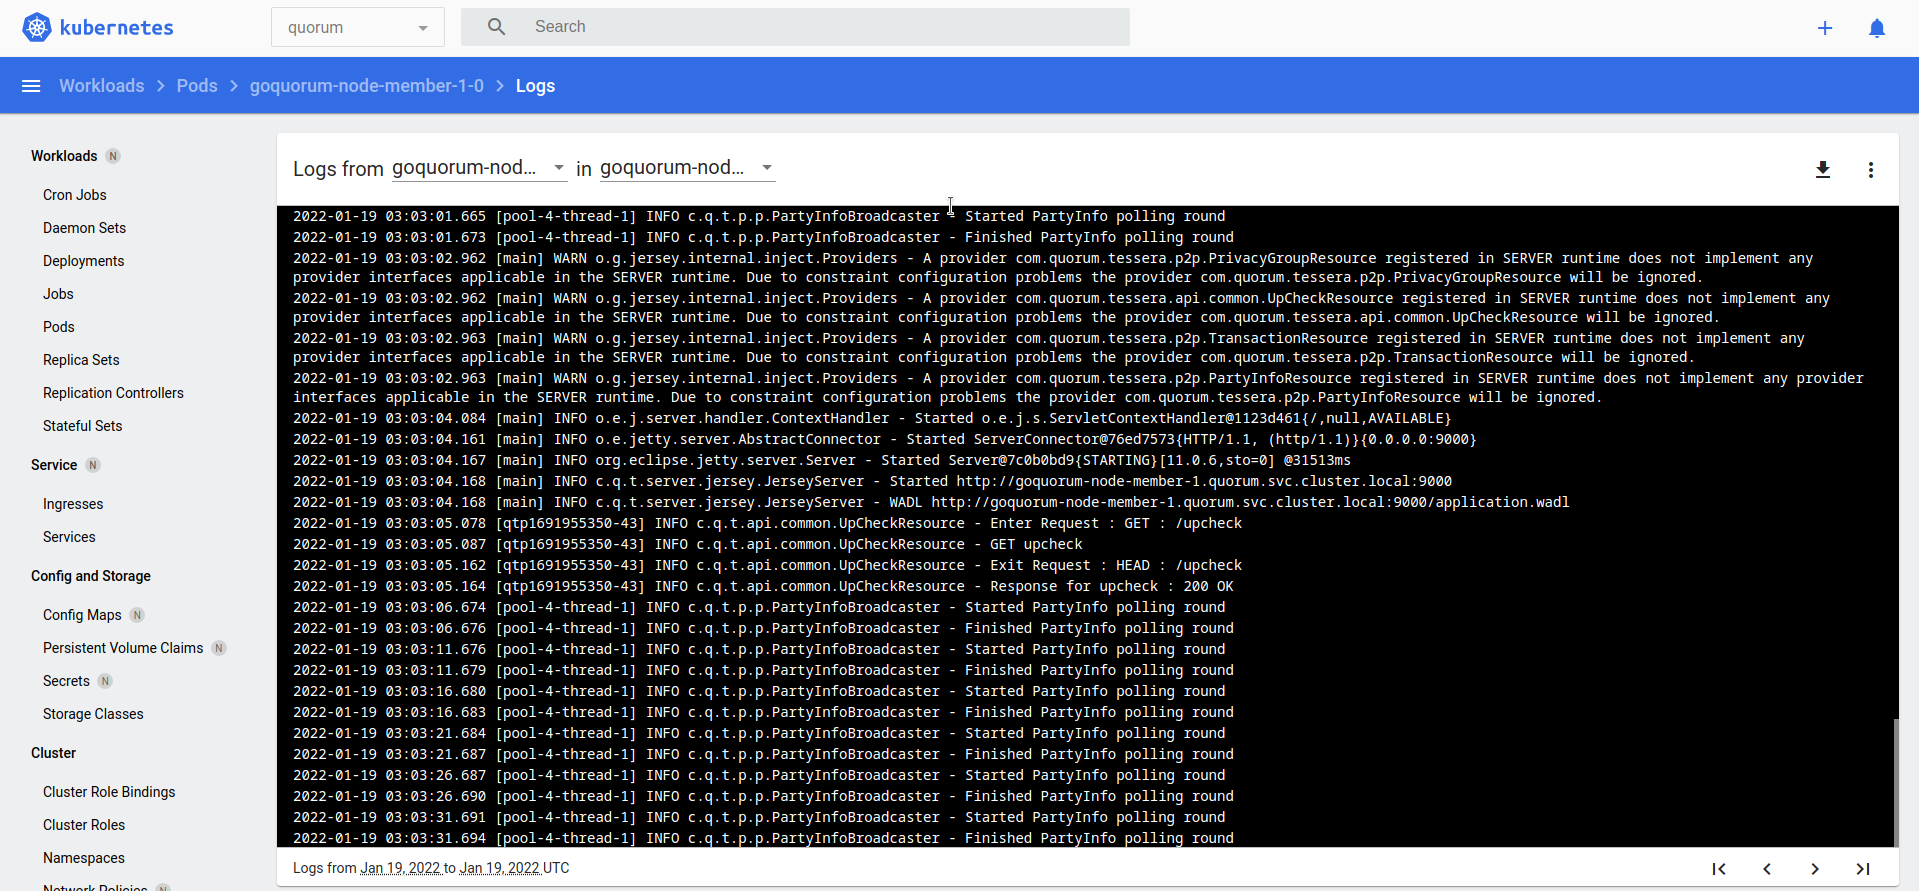 kubernetes
quorum
Search
Workloads > Pods > goquorum-node-member-1-0 > Logs
Workloads N
Cron Jobs
Daemon Sets
Deployments
Jobs
Pods
Replica Sets
Replication Controllers
Stateful Sets
Service N
Ingresses
Services
Config and Storage
Config Maps N
Persistent Volume Claims N
Secrets N
Storage Classes
Cluster
Cluster Role Bindings
Cluster Roles
Namespaces
Network Policies N
Logs from goquorum-nod... in goquorum-nod...
2022-01-19 03:03:01.665 [pool-4-thread-1] INFO c.q.t.p.p.PartyInfoBroadcaster - Started PartyInfo polling round
2022-01-19 03:03:01.673 [pool-4-thread-1] INFO c.q.t.p.p.PartyInfoBroadcaster - Finished PartyInfo polling round
2022-01-19 03:03:02.962 [main] WARN o.g.jersey.internal.inject.Providers - A provider com.quorum.tessera.p2p.PrivacyGroupResource registered in SERVER runtime does not implement any
provider interfaces applicable in the SERVER runtime. Due to constraint configuration problems the provider com.quorum.tessera.p2p.PrivacyGroupResource will be ignored.
2022-01-19 03:03:02.962 [main] WARN o.g.jersey.internal.inject.Providers - A provider com.quorum.tessera.api.common.UpCheckResource registered in SERVER runtime does not implement any
provider interfaces applicable in the SERVER runtime. Due to constraint configuration problems the provider com.quorum.tessera.api.common.UpCheckResource will be ignored.
2022-01-19 03:03:02.963 [main] WARN o.g.jersey.internal.inject.Providers - A provider com.quorum.tessera.p2p.TransactionResource registered in SERVER runtime does not implement any
provider interfaces applicable in the SERVER runtime. Due to constraint configuration problems the provider com.quorum.tessera.p2p.TransactionResource will be ignored.
2022-01-19 03:03:02.963 [main] WARN o.g.jersey.internal.inject.Providers - A provider com.quorum.tessera.p2p.PartyInfoResource registered in SERVER runtime does not implement any provider
interfaces applicable in the SERVER runtime. Due to constraint configuration problems the provider com.quorum.tessera.p2p.PartyInfoResource will be ignored.
2022-01-19 03:03:04.084 [main] INFO o.e.j.server.handler.ContextHandler - Started o.e.j.s.ServletContextHandler@1123d461{/,null,AVAILABLE}
2022-01-19 03:03:04.161 [main] INFO o.e.jetty.server.AbstractConnector - Started ServerConnector@76ed7573{HTTP/1.1, (http/1.1)}{0.0.0.0:9000}
2022-01-19 03:03:04.167 [main] INFO org.eclipse.jetty.server.Server - Started Server@7c0b0bd9{STARTING}[11.0.6,sto=0] @31513ms
2022-01-19 03:03:04.168 [main] INFO c.q.t.server.jersey.JerseyServer - Started http://goquorum-node-member-1.quorum.svc.cluster.local:9000
2022-01-19 03:03:04.168 [main] INFO c.q.t.server.jersey.JerseyServer - WADL http://goquorum-node-member-1.quorum.svc.cluster.local:9000/application.wadl
2022-01-19 03:03:05.078 [qtp1691955350-43] INFO c.q.t.api.common.UpCheckResource - Enter Request : GET : /upcheck
2022-01-19 03:03:05.087 [qtp1691955350-43] INFO c.q.t.api.common.UpCheckResource - GET upcheck
2022-01-19 03:03:05.162 [qtp1691955350-43] INFO c.q.t.api.common.UpCheckResource - Exit Request : HEAD : /upcheck
2022-01-19 03:03:05.164 [qtp1691955350-43] INFO c.q.t.api.common.UpCheckResource - Response for upcheck : 200 OK
2022-01-19 03:03:06.674 [pool-4-thread-1] INFO c.q.t.p.p.PartyInfoBroadcaster - Started PartyInfo polling round
2022-01-19 03:03:06.676 [pool-4-thread-1] INFO c.q.t.p.p.PartyInfoBroadcaster - Finished PartyInfo polling round
2022-01-19 03:03:11.676 [pool-4-thread-1] INFO c.q.t.p.p.PartyInfoBroadcaster - Started PartyInfo polling round
2022-01-19 03:03:11.679 [pool-4-thread-1] INFO c.q.t.p.p.PartyInfoBroadcaster - Finished PartyInfo polling round
2022-01-19 03:03:16.680 [pool-4-thread-1] INFO c.q.t.p.p.PartyInfoBroadcaster - Started PartyInfo polling round
2022-01-19 03:03:16.683 [pool-4-thread-1] INFO c.q.t.p.p.PartyInfoBroadcaster - Finished PartyInfo polling round
2022-01-19 03:03:21.684 [pool-4-thread-1] INFO c.q.t.p.p.PartyInfoBroadcaster - Started PartyInfo polling round
2022-01-19 03:03:21.687 [pool-4-thread-1] INFO c.q.t.p.p.PartyInfoBroadcaster - Finished PartyInfo polling round
2022-01-19 03:03:26.687 [pool-4-thread-1] INFO c.q.t.p.p.PartyInfoBroadcaster - Started PartyInfo polling round
2022-01-19 03:03:26.690 [pool-4-thread-1] INFO c.q.t.p.p.PartyInfoBroadcaster - Finished PartyInfo polling round
2022-01-19 03:03:31.691 [pool-4-thread-1] INFO c.q.t.p.p.PartyInfoBroadcaster - Started PartyInfo polling round
2022-01-19 03:03:31.694 [pool-4-thread-1] INFO c.q.t.p.p.PartyInfoBroadcaster - Finished PartyInfo polling round
Logs from Jan 19, 2022 to Jan 19, 2022 UTC